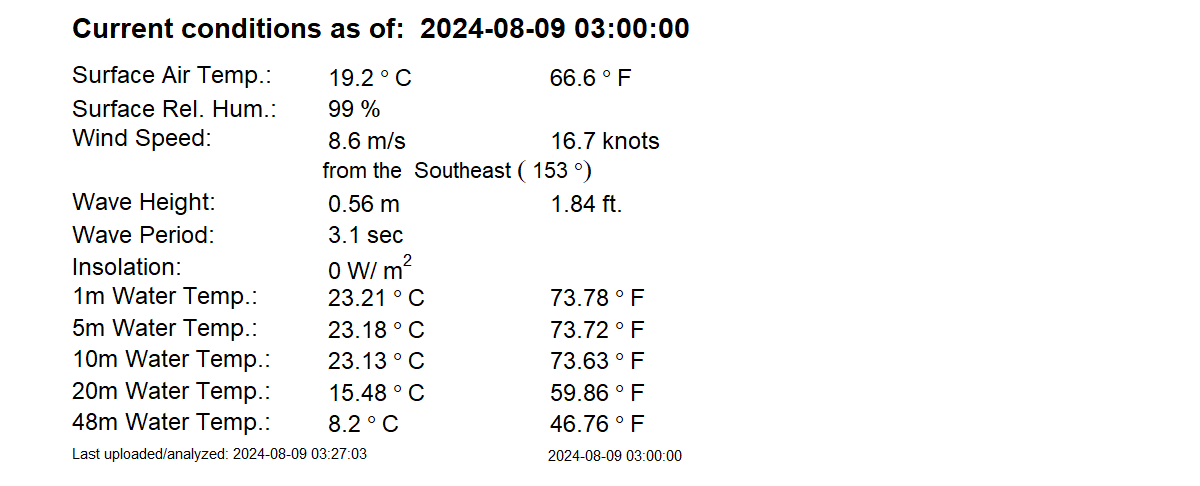 Current conditions as of: 2024-08-09 03:00:00
Surface Air Temp.: 19.2 ° C 66.6 ° F
Surface Rel. Hum.: 99 %
Wind Speed: 8.6 m/s 16.7 knots
from the Southeast ( 153 °)
Wave Height: 0.56 m 1.84 ft.
Wave Period: 3.1 sec
Insolation: 0 W/ m²
1m Water Temp.: 23.21 ° C 73.78 ° F
5m Water Temp.: 23.18 ° C 73.72 ° F
10m Water Temp.: 23.13 ° C 73.63 ° F
20m Water Temp.: 15.48 ° C 59.86 ° F
48m Water Temp.: 8.2 ° C 46.76 ° F
Last uploaded/analyzed: 2024-08-09 03:27:03 2024-08-09 03:00:00